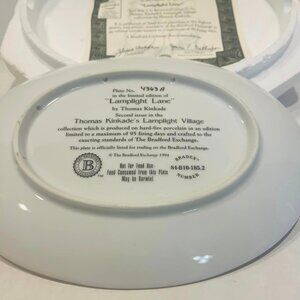 "Lamplight Lane"
Plate No. 4363A
in the limited edition of
"Lamplight Lane"
by Thomas Kinkade
Second issue in the
Thomas Kinkade's Lamplight Village
collection which is produced on hard-fire porcelain in an edition
limited to a maximum of 95 firing days and crafted to the
exacting standards of The Bradford Exchange.
This plate is officially listed for trading on the Bradford Exchange.
© The Bradford Exchange 1994
B
Not for Food Use-
Food Consumed from this Plate
May be Harmful
BRADEX-
84-B10-185.2
NUMBER